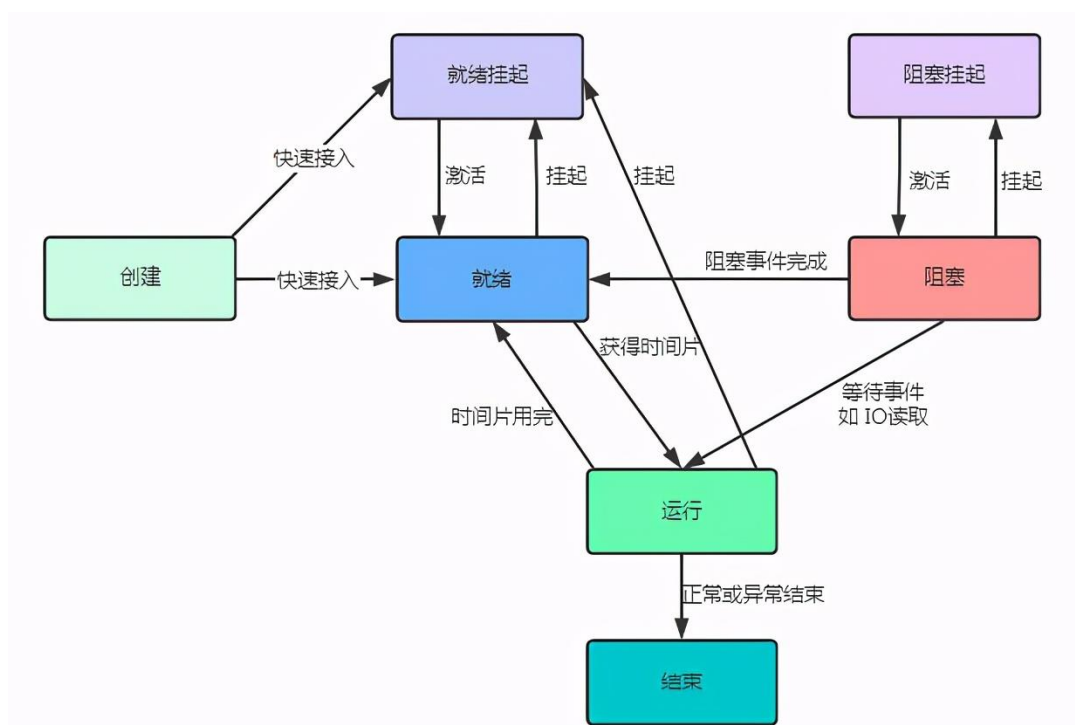 就绪挂起
阻塞挂起
快速接入
激活
挂起
挂起
激活
挂起
创建
快速接入
就绪
阻塞事件完成
阻塞
获得时间片
时间片用完
等待事件
如 IO读取
运行
正常或异常结束
结束